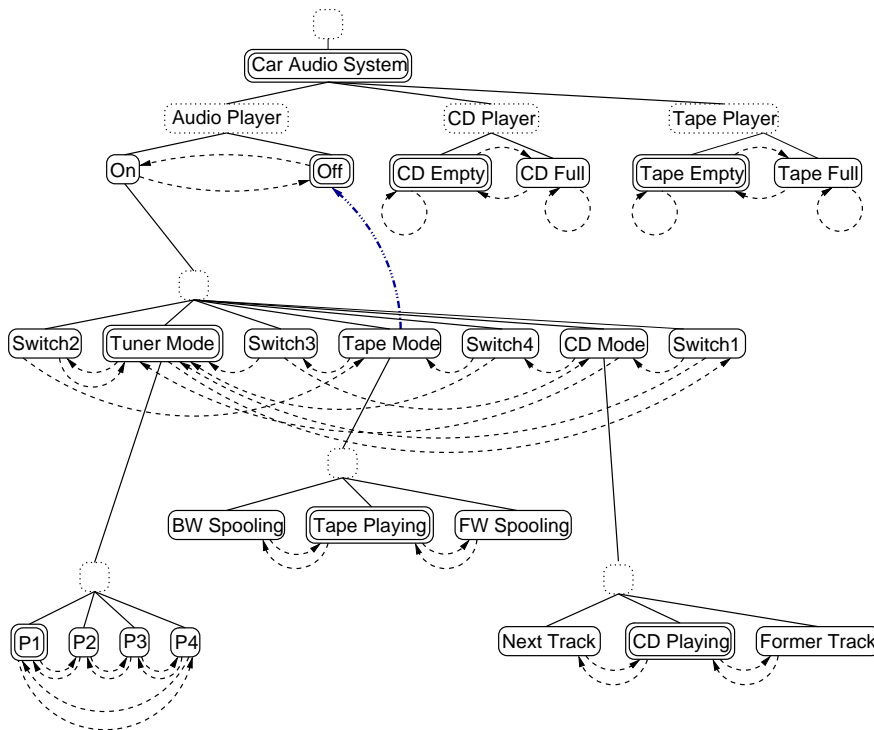 Car Audio System
Audio Player
CD Player
Tape Player
On
Off
CD Empty
CD Full
Tape Empty
Tape Full
Switch2
Tuner Mode
Switch3
Tape Mode
Switch4
CD Mode
Switch1
BW Spooling
Tape Playing
FW Spooling
P1
P2
P3
P4
Next Track
CD Playing
Former Track